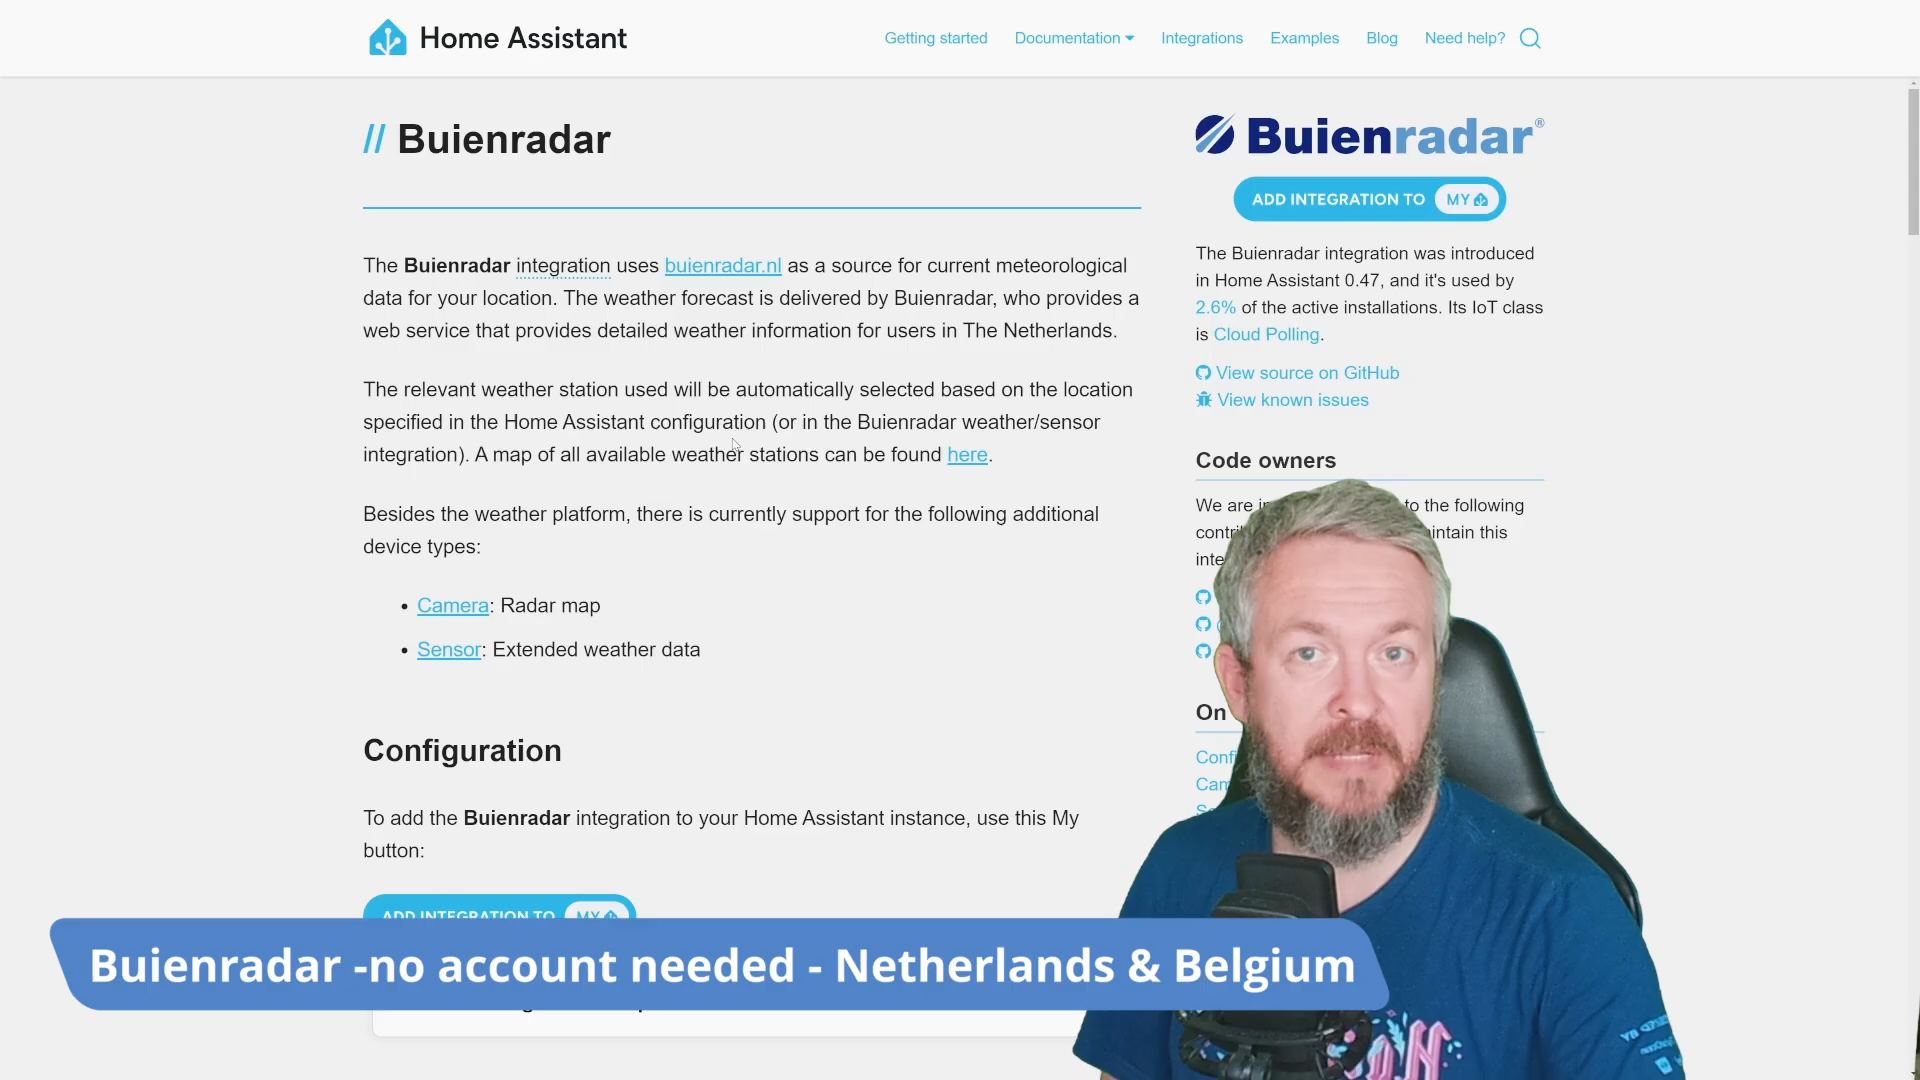 Home Assistant
Getting started
Documentation
Integrations
Examples
Blog
Need help?
// Buienradar
The Buienradar integration uses buienradar.nl as a source for current meteorological
data for your location. The weather forecast is delivered by Buienradar, who provides a
web service that provides detailed weather information for users in The Netherlands.
The relevant weather station used will be automatically selected based on the location
specified in the Home Assistant configuration (or in the Buienradar weather/sensor
integration). A map of all available weather stations can be found here.
Besides the weather platform, there is currently support for the following additional
device types:
• Camera: Radar map
• Sensor: Extended weather data
Configuration
To add the Buienradar integration to your Home Assistant instance, use this My
button:
ADD INTEGRATION TO MY
Buienradar®
ADD INTEGRATION TO MY
The Buienradar integration was introduced
in Home Assistant 0.47, and it's used by
2.6% of the active installations. Its IoT class
is Cloud Polling.
View source on GitHub
View known issues
Code owners
We are to the following
this
On
Buienradar -no account needed - Netherlands & Belgium